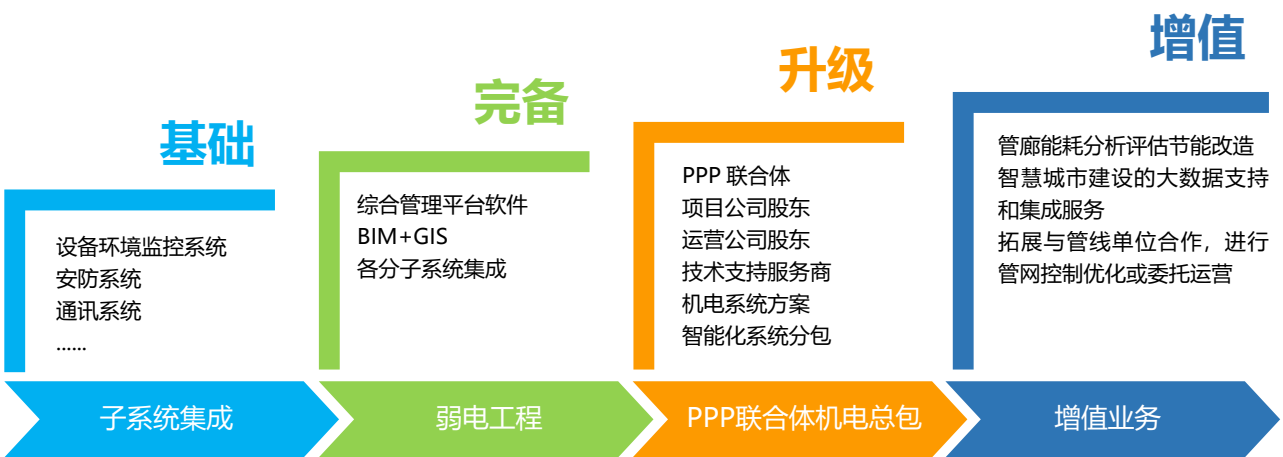 基础
设备环境监控系统
安防系统
通讯系统
......
子系统集成
完备
综合管理平台软件
BIM+GIS
各分子系统集成
弱电工程
升级
PPP 联合体
项目公司股东
运营公司股东
技术支持服务商
机电系统方案
智能化系统分包
PPP联合体机电总包
增值
管廊能耗分析评估节能改造
智慧城市建设的大数据支持
和集成服务
拓展与管线单位合作，进行
管网控制优化或委托运营
增值业务